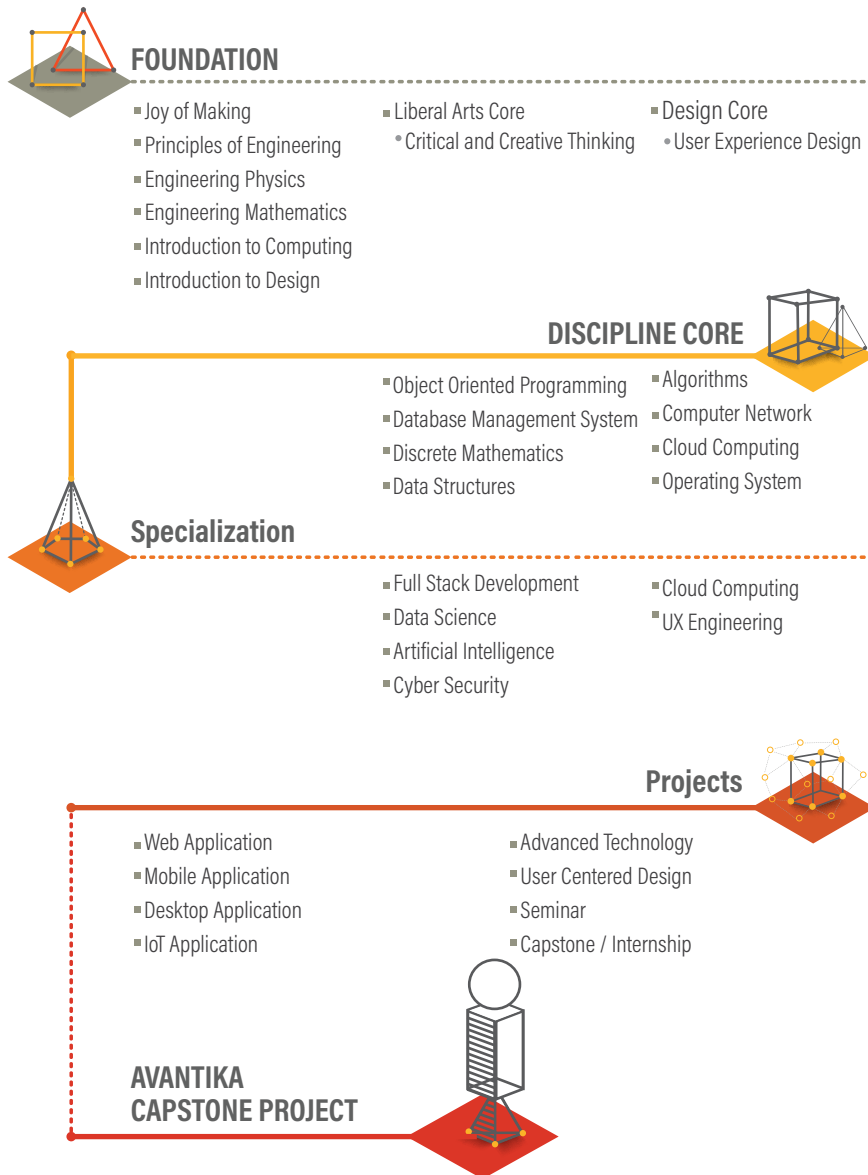 FOUNDATION
Joy of Making
Principles of Engineering
Engineering Physics
Engineering Mathematics
Introduction to Computing
Introduction to Design
Liberal Arts Core
Critical and Creative Thinking
Design Core
User Experience Design
DISCIPLINE CORE
Object Oriented Programming
Database Management System
Discrete Mathematics
Data Structures
Algorithms
Computer Network
Cloud Computing
Operating System
Specialization
Full Stack Development
Data Science
Artificial Intelligence
Cyber Security
Cloud Computing
UX Engineering
Projects
Web Application
Mobile Application
Desktop Application
IoT Application
Advanced Technology
User Centered Design
Seminar
Capstone / Internship
AVANTIKA
CAPSTONE PROJECT